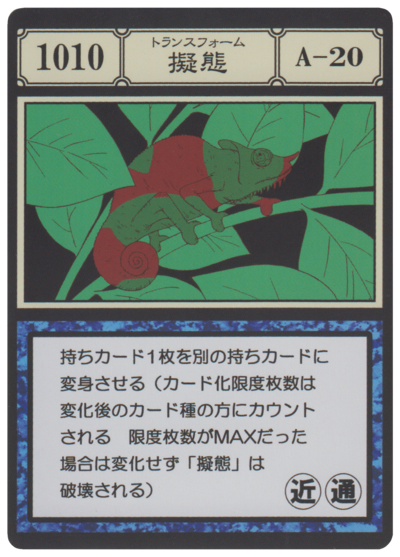 1010
トランスフォーム
擬態
A-20
持ちカード1枚を別の持ちカードに
変身させる（カード化限度枚数は
変化後のカード種の方にカウント
される　限度枚数がMAXだった
場合は変化せず「擬態」は
破壊される）
近 通